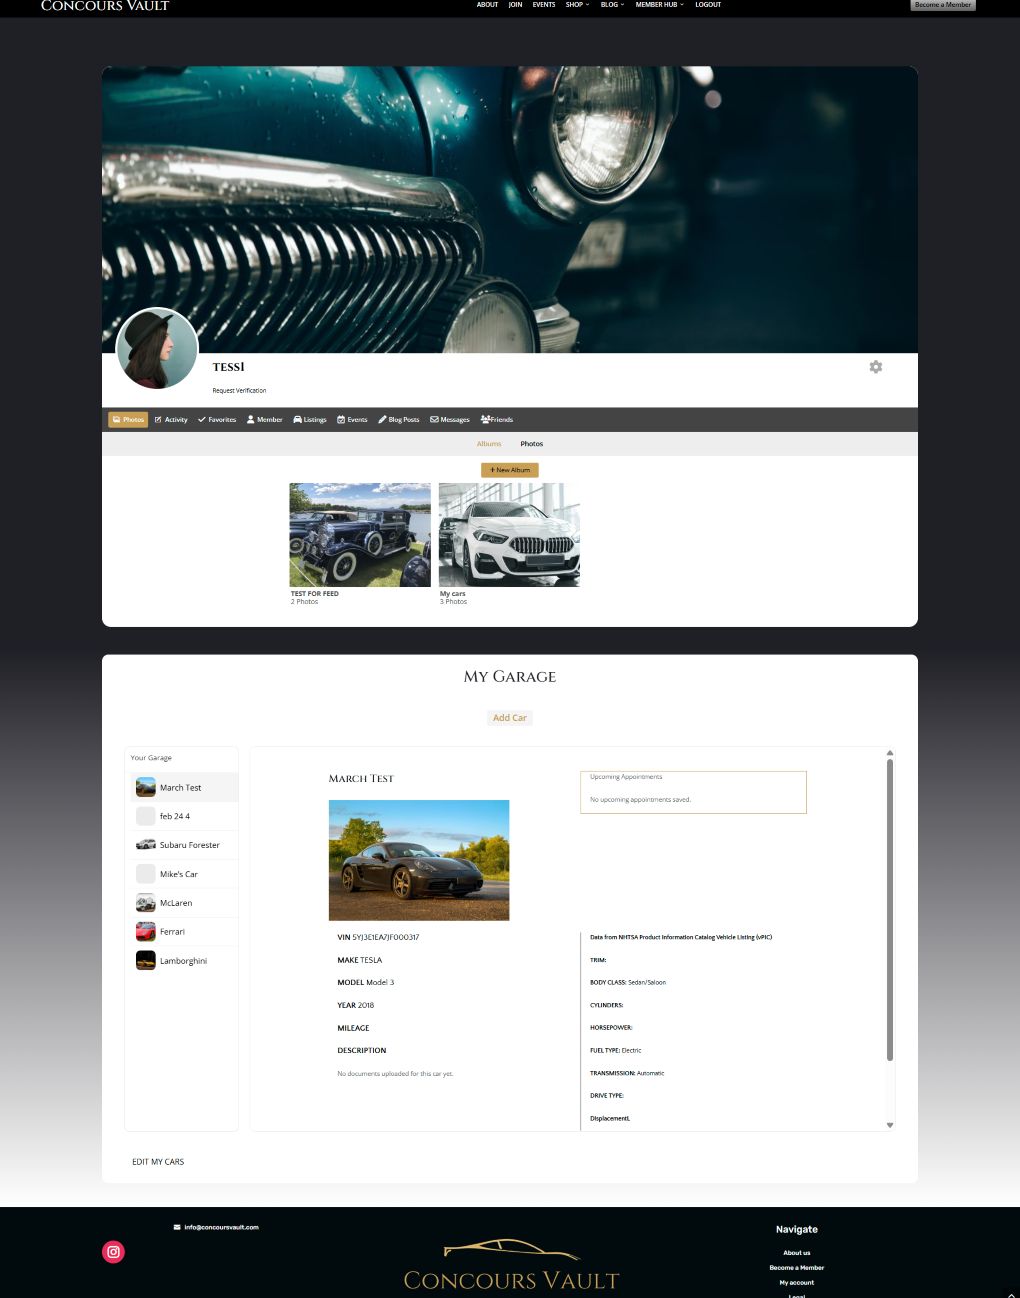 CONCOURS VAULT
ABOUT JOIN EVENTS SHOP BLOG MEMBER HUB LOGOUT
Become a Member
TESS1
Request Verification
Photos Activity Favorites Member Listings Events Blog Posts Messages Friends
Albums Photos
+ New Album
TEST FOR FEED
2 Photos
My cars
3 Photos
MY GARAGE
Add Car
Your Garage
March Test
feb 24 4
Subaru Forester
Mike's Car
McLaren
Ferrari
Lamborghini
MARCH TEST
Upcoming Appointments
No upcoming appointments saved.
VIN 5YJ3E1EA7JF000317
MAKE TESLA
MODEL Model 3
YEAR 2018
MILEAGE
DESCRIPTION
No documents uploaded for this car yet.
Data from NHTSA Product Information Catalog Vehicle Listing (vPIC)
TRIM:
BODY CLASS: Sedan/Saloon
CYLINDERS:
HORSEPOWER:
FUEL TYPE: Electric
TRANSMISSION: Automatic
DRIVE TYPE:
DisplacementL
EDIT MY CARS
info@concoursvault.com
CONCOURS VAULT
Navigate
About us
Become a Member
My account
Legal